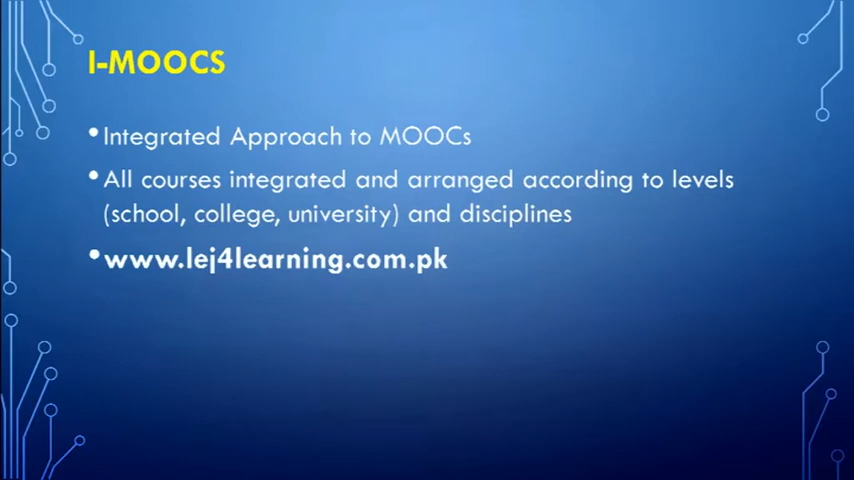 I-MOOCS
•Integrated Approach to MOOCs
•All courses integrated and arranged according to levels
(school, college, university) and disciplines
•www.lej4learning.com.pk